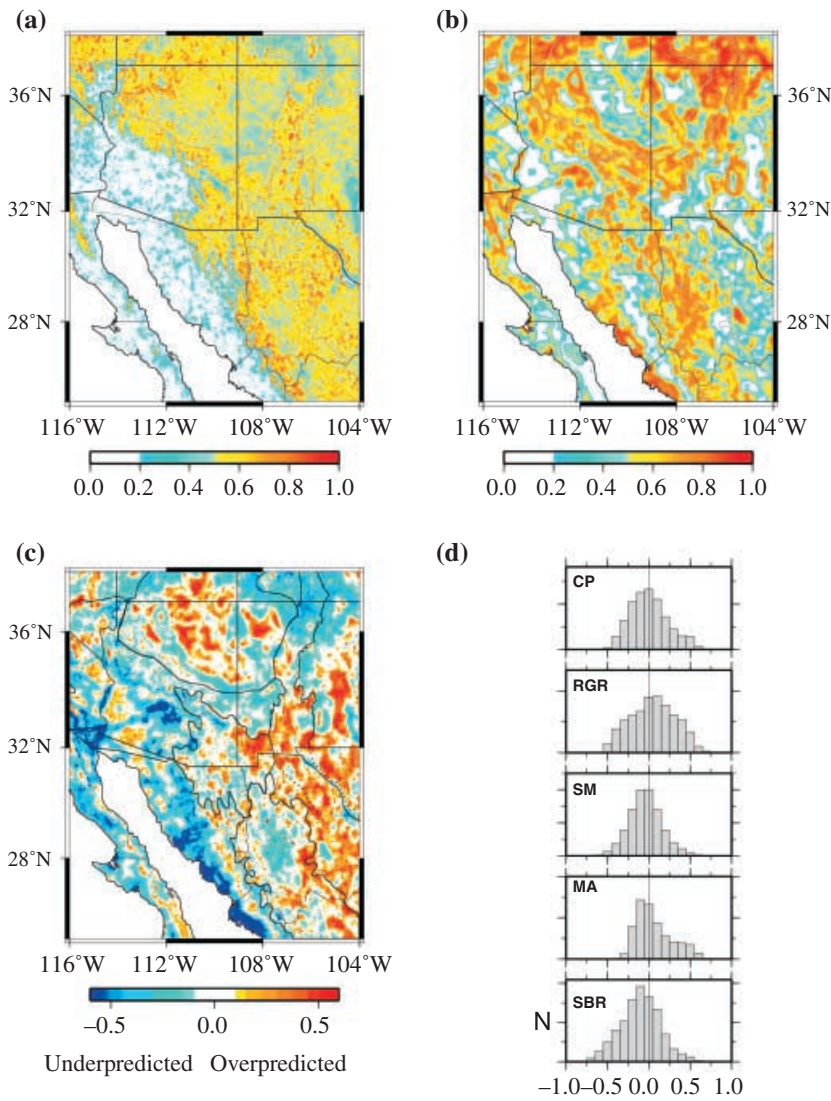 (a)
36˚N
32˚N
28˚N
116˚W 112˚W 108˚W 104˚W
0.0 0.2 0.4 0.6 0.8 1.0
(b)
36˚N
32˚N
28˚N
116˚W 112˚W 108˚W 104˚W
0.0 0.2 0.4 0.6 0.8 1.0
(c)
36˚N
32˚N
28˚N
116˚W 112˚W 108˚W 104˚W
–0.5 0.0 0.5
Underpredicted Overpredicted
(d)
CP
RGR
SM
MA
SBR
N
–1.0 –0.5 0.0 0.5 1.0